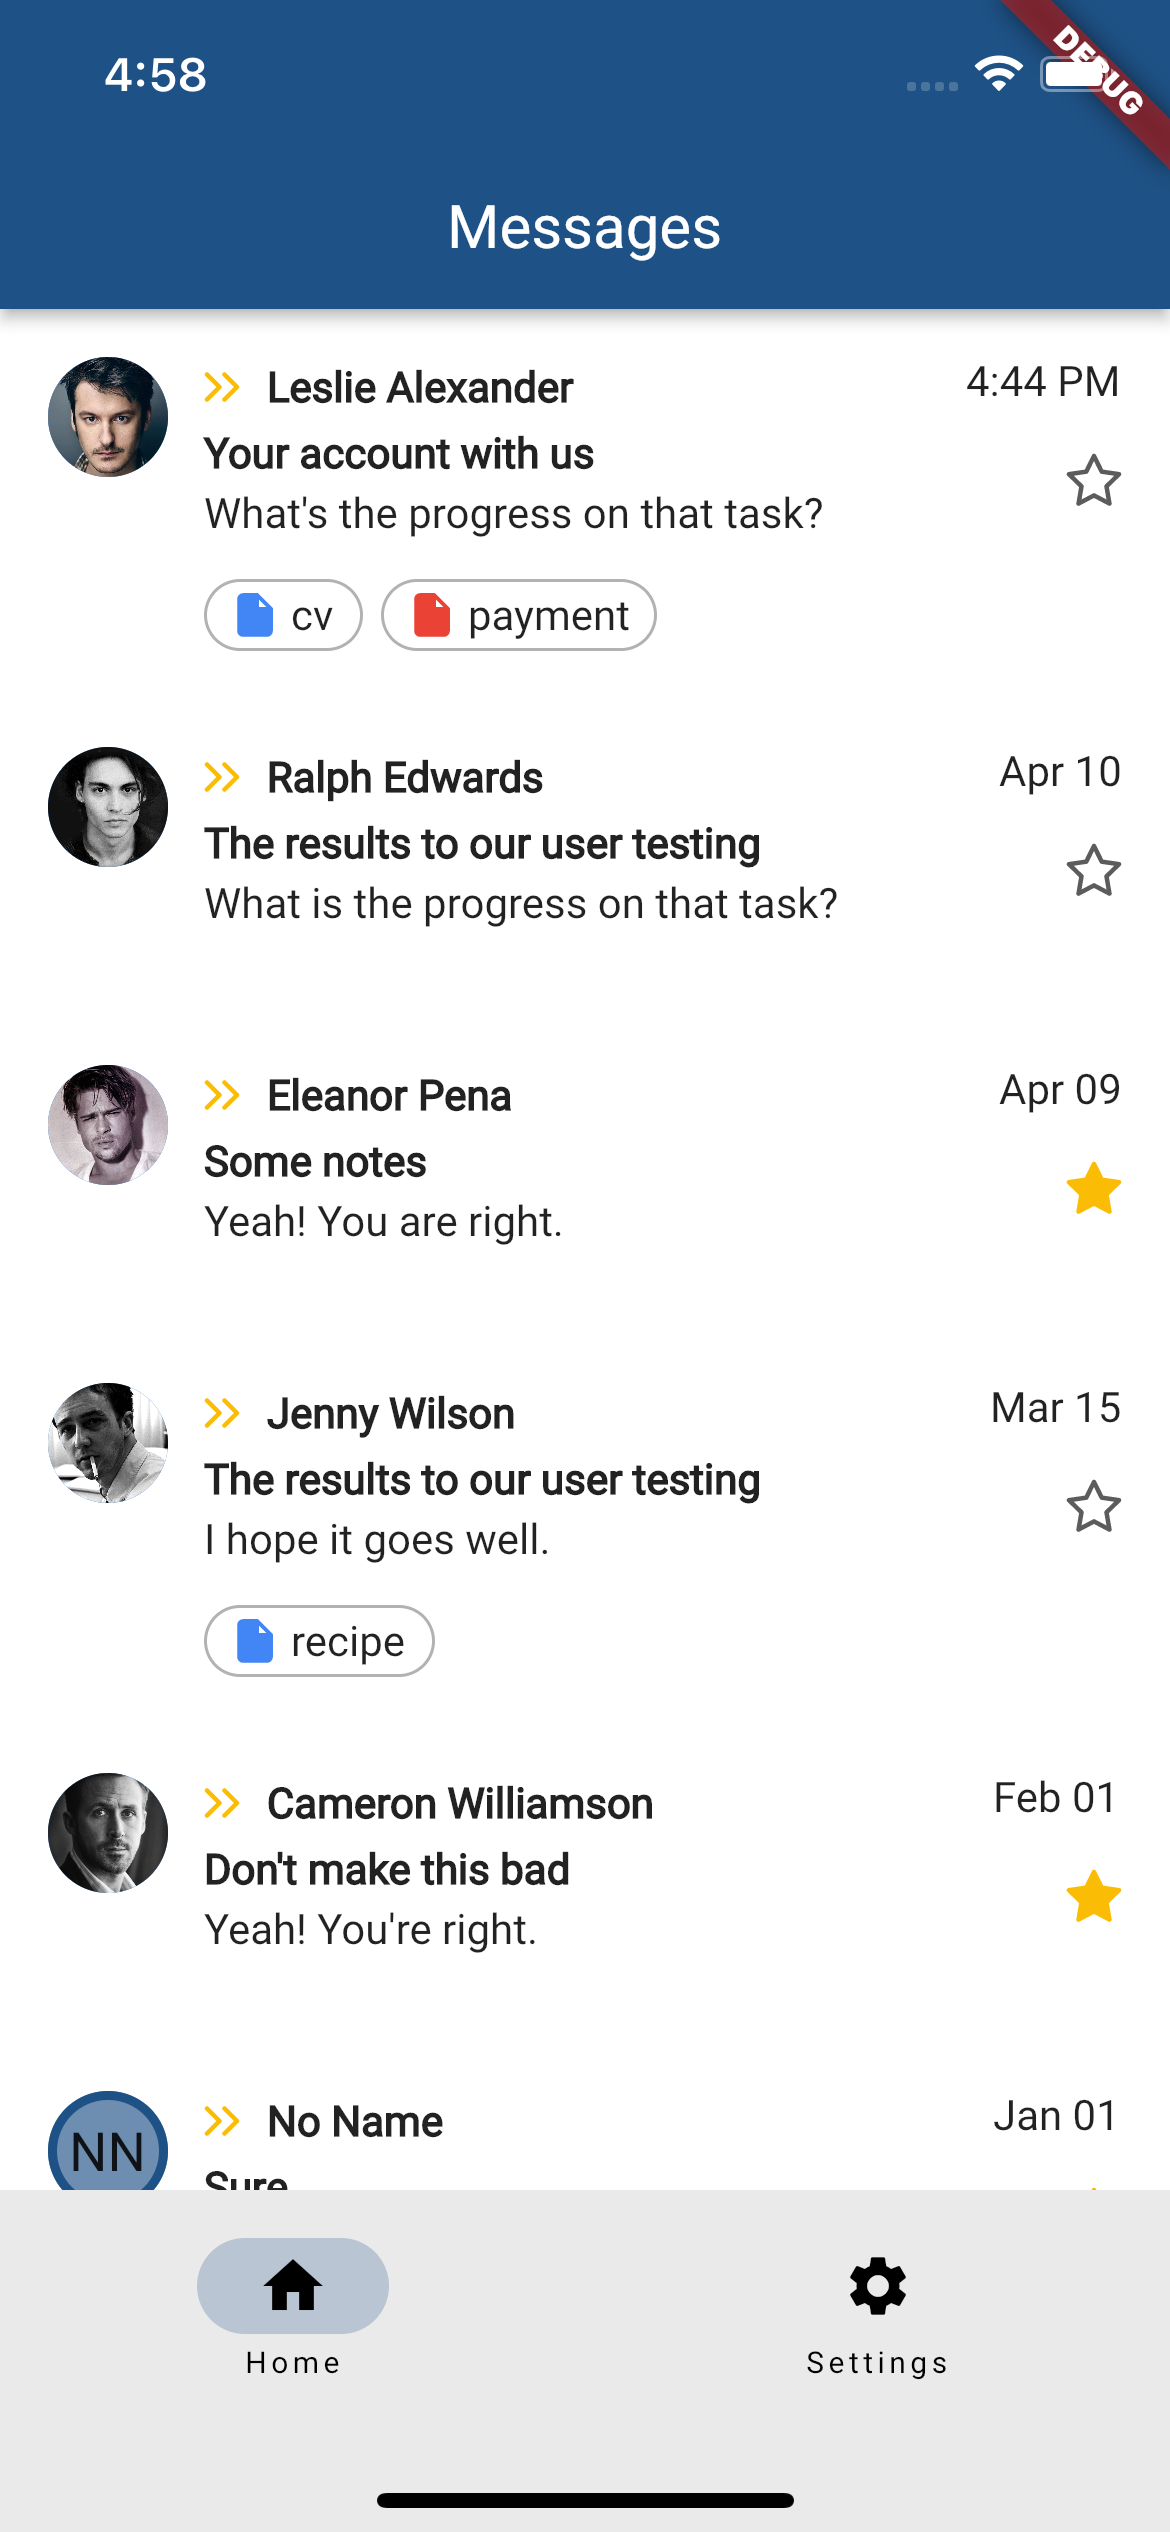 4:58
DEBUG
Messages
Leslie Alexander 4:44 PM
Your account with us
What's the progress on that task?
cv payment
Ralph Edwards Apr 10
The results to our user testing
What is the progress on that task?
Eleanor Pena Apr 09
Some notes
Yeah! You are right.
Jenny Wilson Mar 15
The results to our user testing
I hope it goes well.
recipe
Cameron Williamson Feb 01
Don't make this bad
Yeah! You're right.
NN No Name Jan 01
Sure
Home Settings